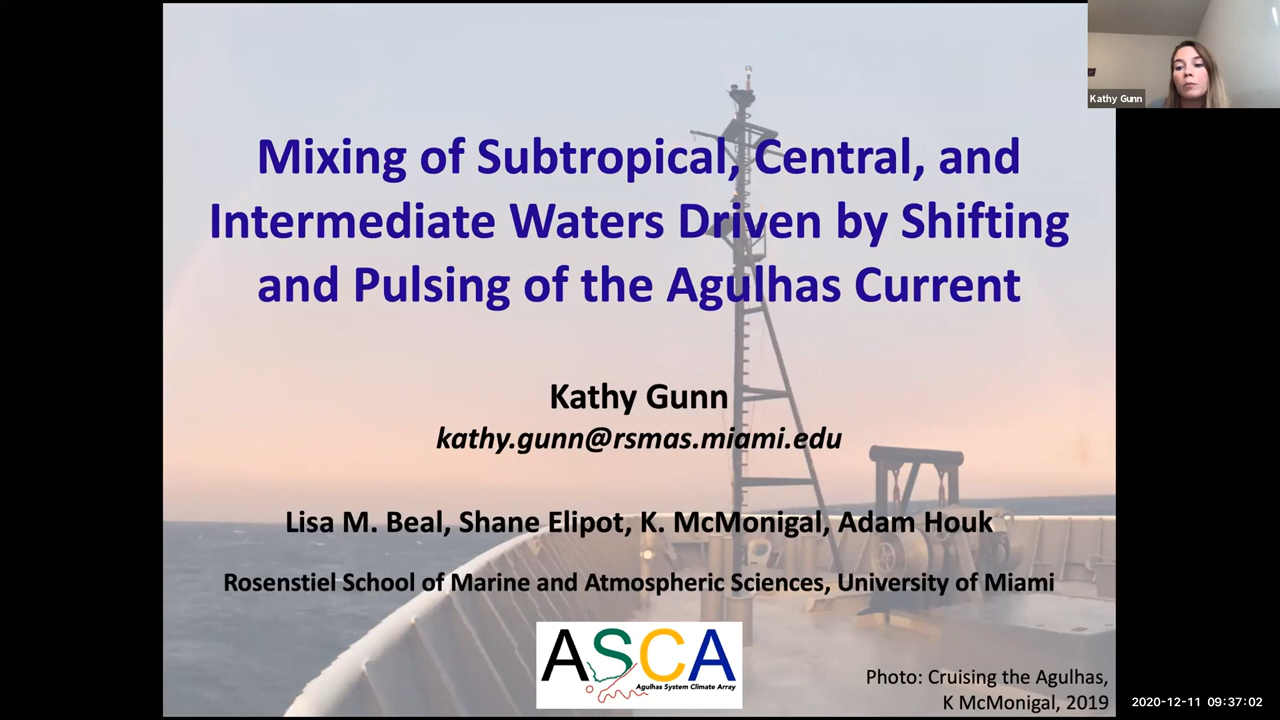 Kathy Gunn
Mixing of Subtropical, Central, and
Intermediate Waters Driven by Shifting
and Pulsing of the Agulhas Current
Kathy Gunn
kathy.gunn@rsmas.miami.edu
Lisa M. Beal, Shane Elipot, K. McMonigal, Adam Houk
Rosenstiel School of Marine and Atmospheric Sciences, University of Miami
ASCA
Agulhas System Climate Array
Photo: Cruising the Agulhas,
K McMonigal, 2019
2020-12-11 09:37:02